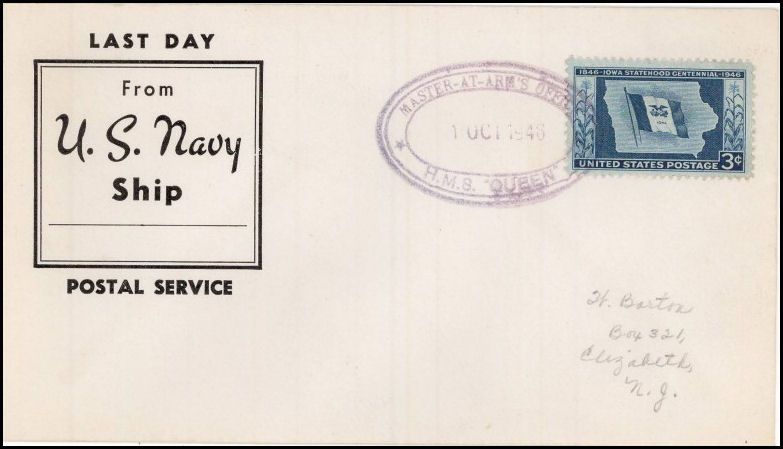 LAST DAY
From
U. S. Navy
Ship
POSTAL SERVICE
MASTER-AT-ARM'S OFFICE
1 OCT 1946
H.M.S. "QUEEN"
1846-IOWA STATEHOOD CENTENNIAL-1946
UNITED STATES POSTAGE 3¢
W. Barton
Box 321,
Elizabeth,
N.J.